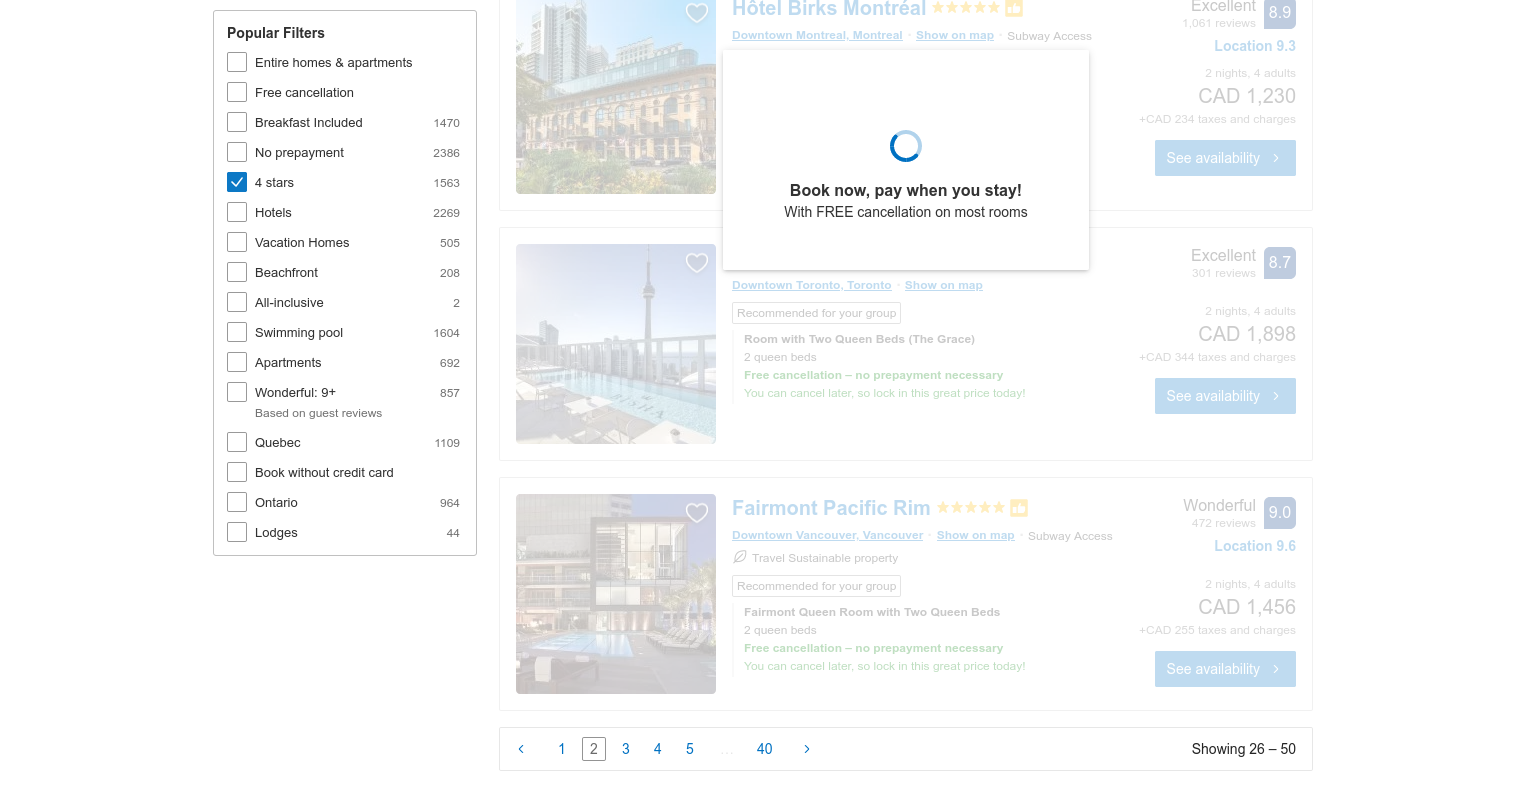 Popular Filters
Entire homes & apartments
Free cancellation
Breakfast Included 1470
No prepayment 2386
4 stars 1563
Hotels 2269
Vacation Homes 505
Beachfront 208
All-inclusive 2
Swimming pool 1604
Apartments 692
Wonderful: 9+ 857
Based on guest reviews
Quebec 1109
Book without credit card
Ontario 964
Lodges 44
Hôtel Birks Montréal
Excellent 8.9
1,061 reviews
Downtown Montreal, Montreal · Show on map · Subway Access
Location 9.3
2 nights, 4 adults
CAD 1,230
+CAD 234 taxes and charges
See availability
Book now, pay when you stay!
With FREE cancellation on most rooms
Excellent 8.7
301 reviews
Downtown Toronto, Toronto · Show on map
Recommended for your group
Room with Two Queen Beds (The Grace)
2 queen beds
Free cancellation – no prepayment necessary
You can cancel later, so lock in this great price today!
2 nights, 4 adults
CAD 1,898
+CAD 344 taxes and charges
See availability
Fairmont Pacific Rim
Wonderful 9.0
472 reviews
Downtown Vancouver, Vancouver · Show on map · Subway Access
Location 9.6
Travel Sustainable property
Recommended for your group
Fairmont Queen Room with Two Queen Beds
2 queen beds
Free cancellation – no prepayment necessary
You can cancel later, so lock in this great price today!
2 nights, 4 adults
CAD 1,456
+CAD 255 taxes and charges
See availability
1 2 3 4 5 … 40
Showing 26 – 50